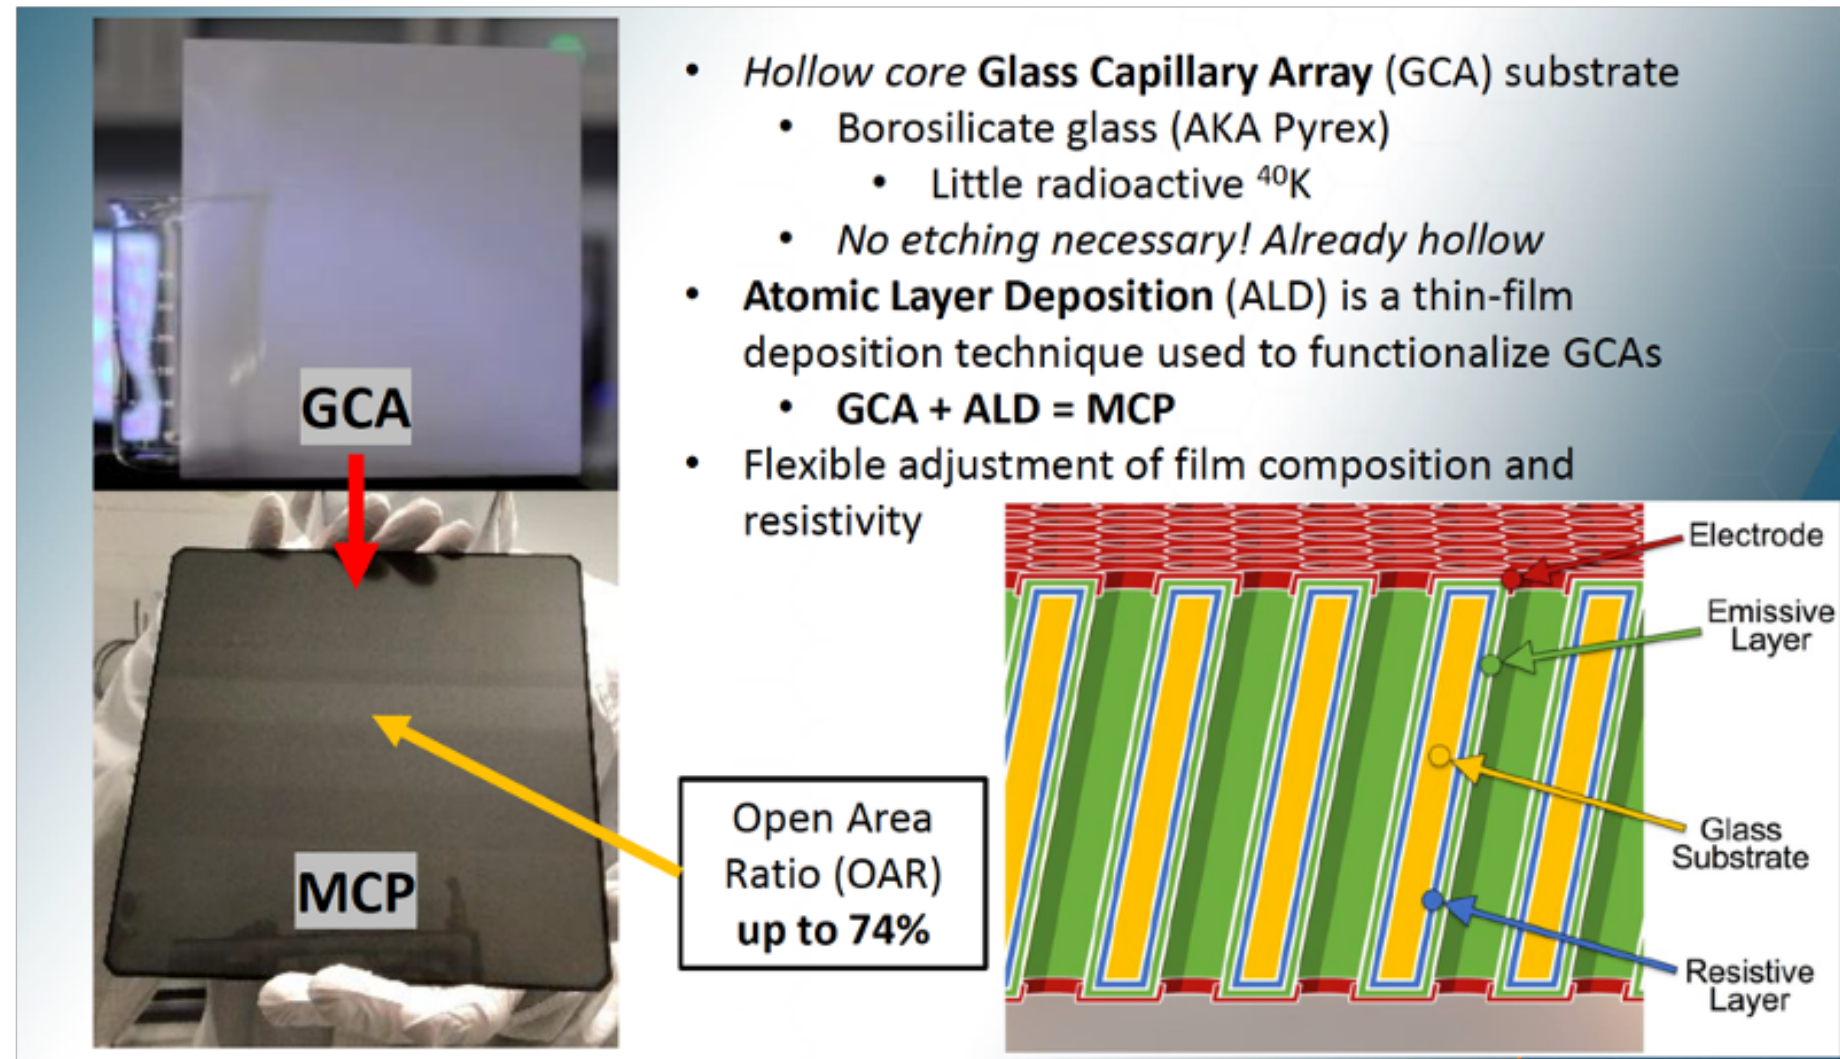 • Hollow core Glass Capillary Array (GCA) substrate
• Borosilicate glass (AKA Pyrex)
• Little radioactive ⁴⁰K
• No etching necessary! Already hollow
• Atomic Layer Deposition (ALD) is a thin-film
deposition technique used to functionalize GCAs
• GCA + ALD = MCP
• Flexible adjustment of film composition and
resistivity
GCA
MCP
Open Area
Ratio (OAR)
up to 74%
Electrode
Emissive
Layer
Glass
Substrate
Resistive
Layer